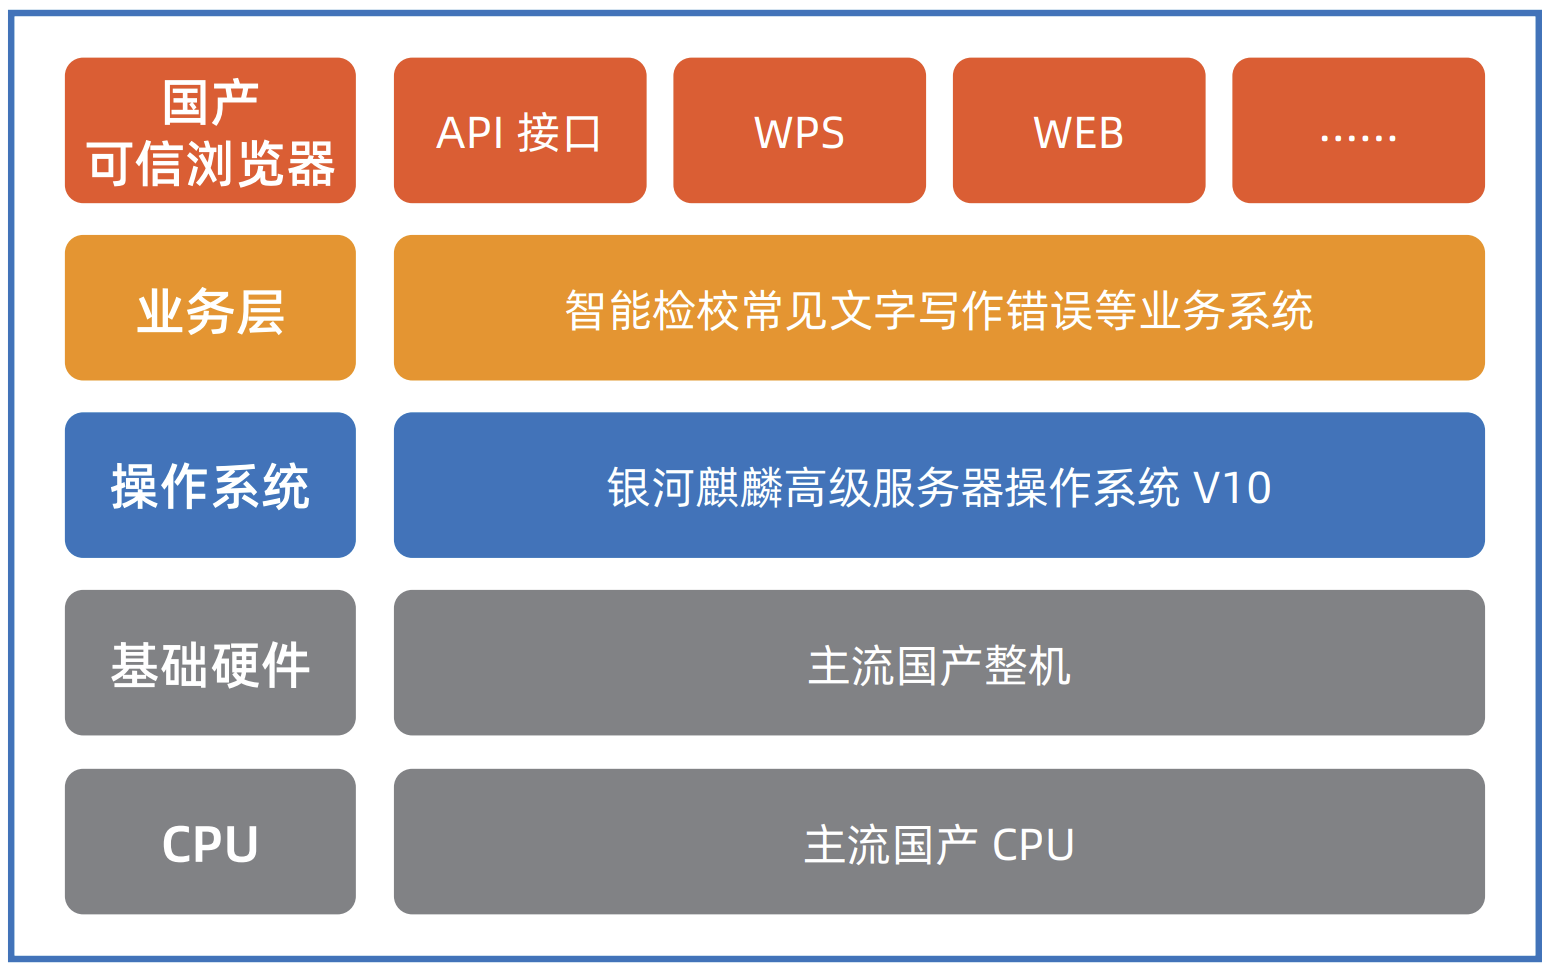 国产
可信浏览器
API 接口
WPS
WEB
......
业务层
智能检校常见文字写作错误等业务系统
操作系统
银河麒麟高级服务器操作系统 V10
基础硬件
主流国产整机
CPU
主流国产 CPU